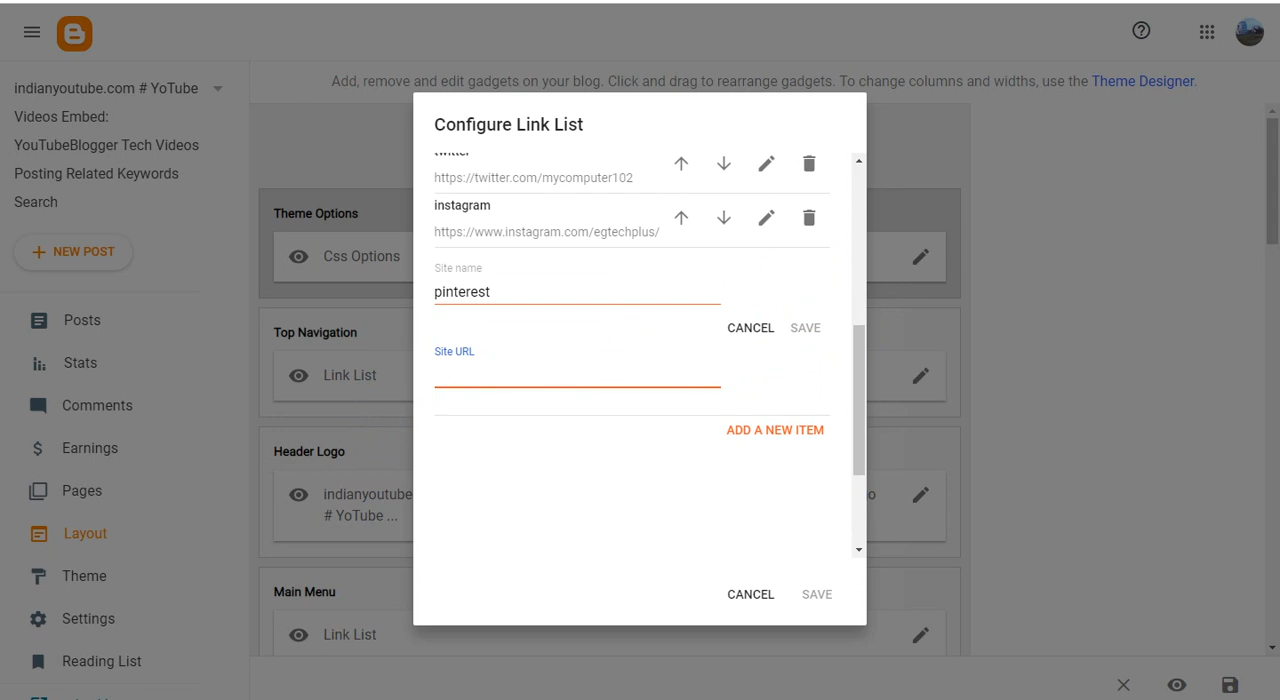 Add, remove and edit gadgets on your blog. Click and drag to rearrange gadgets. To change columns and widths, use the Theme Designer.
indianyoutube.com # YoTube
Videos Embed:
YouTubeBlogger Tech Videos
Posting Related Keywords
Search
NEW POST
Posts
Stats
Comments
Earnings
Pages
Layout
Theme
Settings
Reading List
Theme Options
Css Options
Top Navigation
Link List
Header Logo
indianyoutube
# YoTube ...
Main Menu
Link List
Configure Link List
twitter
https://twitter.com/mycomputer102
instagram
https://www.instagram.com/egtechplus/
Site name
pinterest
CANCEL SAVE
Site URL
ADD A NEW ITEM
CANCEL SAVE